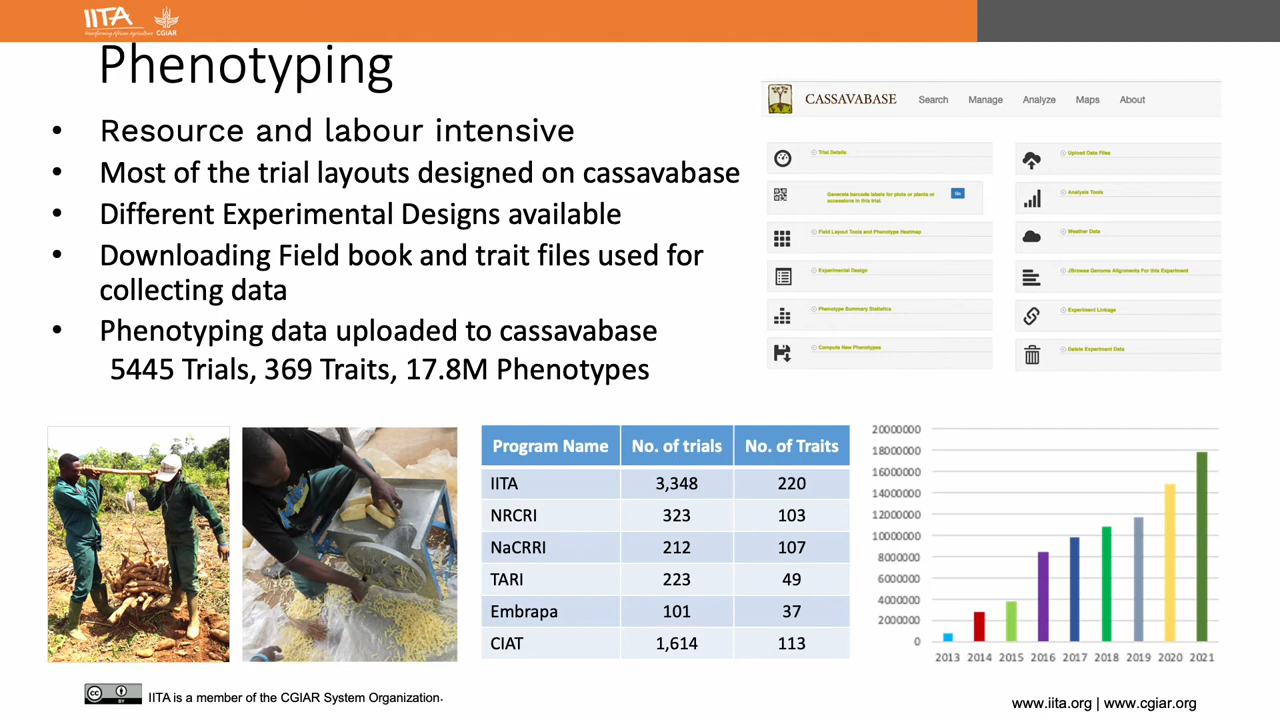 IITA
Transforming African Agriculture
CGIAR
Phenotyping
• Resource and labour intensive
• Most of the trial layouts designed on cassavabase
• Different Experimental Designs available
• Downloading Field book and trait files used for
collecting data
• Phenotyping data uploaded to cassavabase
5445 Trials, 369 Traits, 17.8M Phenotypes
CASSAVABASE Search Manage Analyze Maps About
Trial Details
Generate barcode labels for plots or plants or
accessions in this trial.
Go
Field Layout Tools and Phenotype Heatmap
Experimental Design
Phenotype Summary Statistics
Compute New Phenotypes
Upload Data Files
Analysis Tools
Weather Data
JBrowse Genome Alignments For this Experiment
Experiment Linkage
Delete Experiment Data
Program Name No. of trials No. of Traits
IITA 3,348 220
NRCRI 323 103
NaCRRI 212 107
TARI 223 49
Embrapa 101 37
CIAT 1,614 113
20000000
18000000
16000000
14000000
12000000
10000000
8000000
6000000
4000000
2000000
0
2013 2014 2015 2016 2017 2018 2019 2020 2021
cc BY
IITA is a member of the CGIAR System Organization.
www.iita.org | www.cgiar.org